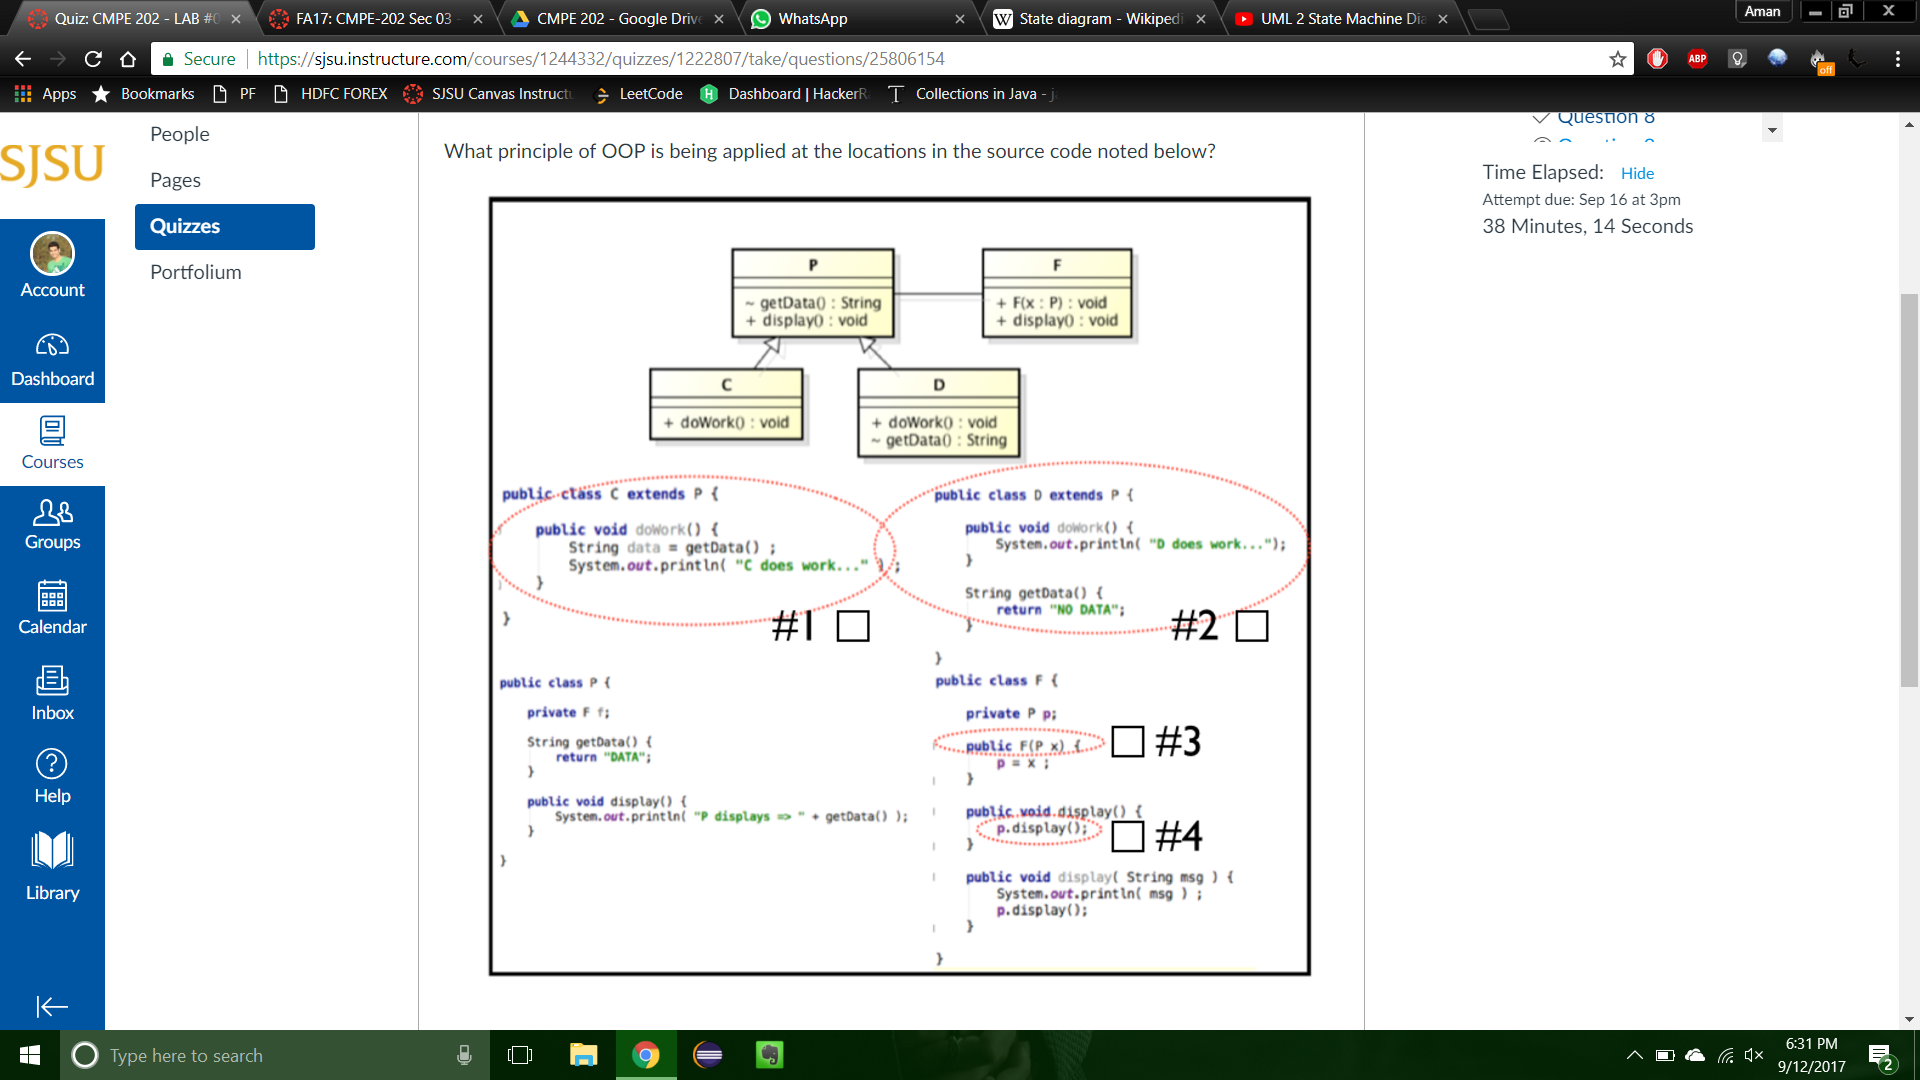 Quiz: CMPE 202 - LAB #0
FA17: CMPE-202 Sec 03 -
CMPE 202 - Google Drive
WhatsApp
State diagram - Wikipedi
UML 2 State Machine Dia
Aman
Secure
https://sjsu.instructure.com/courses/1244332/quizzes/1222807/take/questions/25806154
ABP
off
Apps
Bookmarks
PF
HDFC FOREX
SJSU Canvas Instructu
LeetCode
Dashboard | HackerRa
Collections in Java - j
SJSU
Account
Dashboard
Courses
Groups
Calendar
Inbox
Help
Library
People
Pages
Quizzes
Portfolium
What principle of OOP is being applied at the locations in the source code noted below?
P
~ getData() : String
+ display() : void
F
+ F(x : P) : void
+ display() : void
C
+ doWork() : void
D
+ doWork() : void
~ getData() : String
public class C extends P {
public void doWork() {
String data = getData() ;
System.out.println( "C does work..." ) ;
}
}
#1
public class D extends P {
public void doWork() {
System.out.println( "D does work...");
}
String getData() {
return "NO DATA";
}
}
#2
public class P {
private F f;
String getData() {
return "DATA";
}
public void display() {
System.out.println( "P displays => " + getData() );
}
}
public class F {
private P p;
public F(P x) {
p = x ;
}
#3
public void display() {
p.display();
}
#4
public void display( String msg ) {
System.out.println( msg ) ;
p.display();
}
}
Question 8
Time Elapsed: Hide
Attempt due: Sep 16 at 3pm
38 Minutes, 14 Seconds
Type here to search
6:31 PM
9/12/2017
2